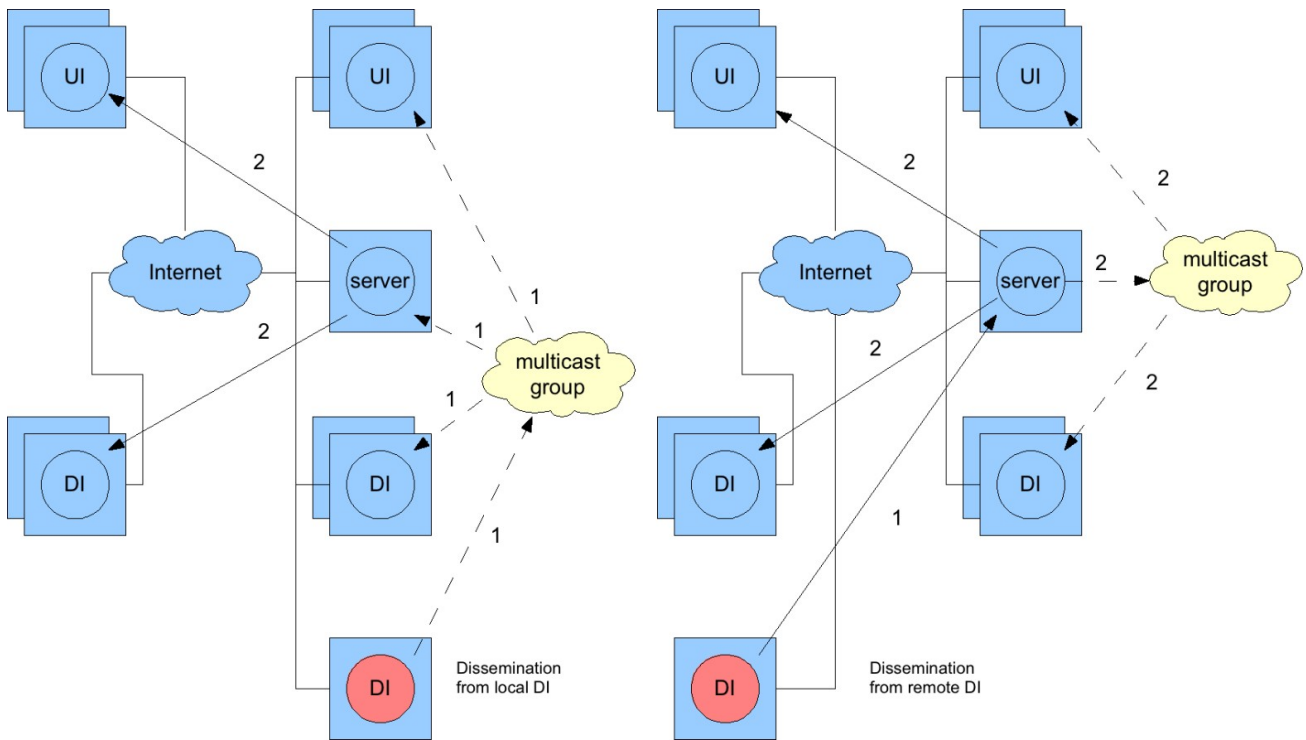 UI
UI
2
Internet
server
1
1
2
multicast
group
1
DI
DI
1
DI
Dissemination
from local DI
UI
UI
2
2
Internet
server
2
multicast
group
2
2
DI
DI
1
DI
Dissemination
from remote DI